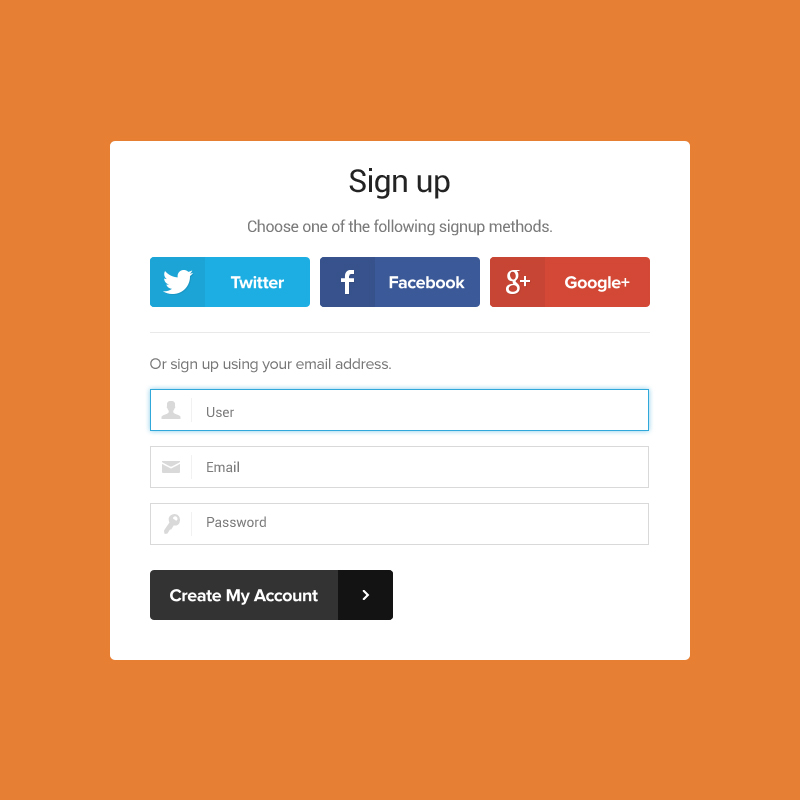 Sign up
Choose one of the following signup methods.
Twitter
f Facebook
g+ Google+
Or sign up using your email address.
User
Email
Password
Create My Account